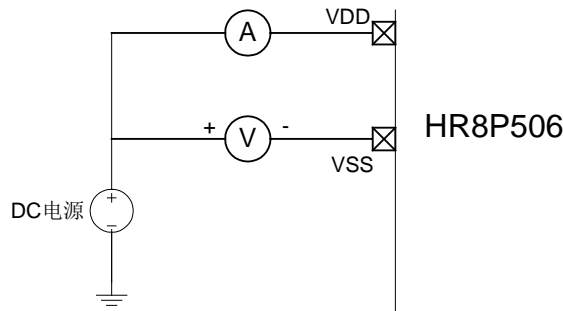 VDD
A
HR8P506
+ V -
VSS
DC电源
+
-